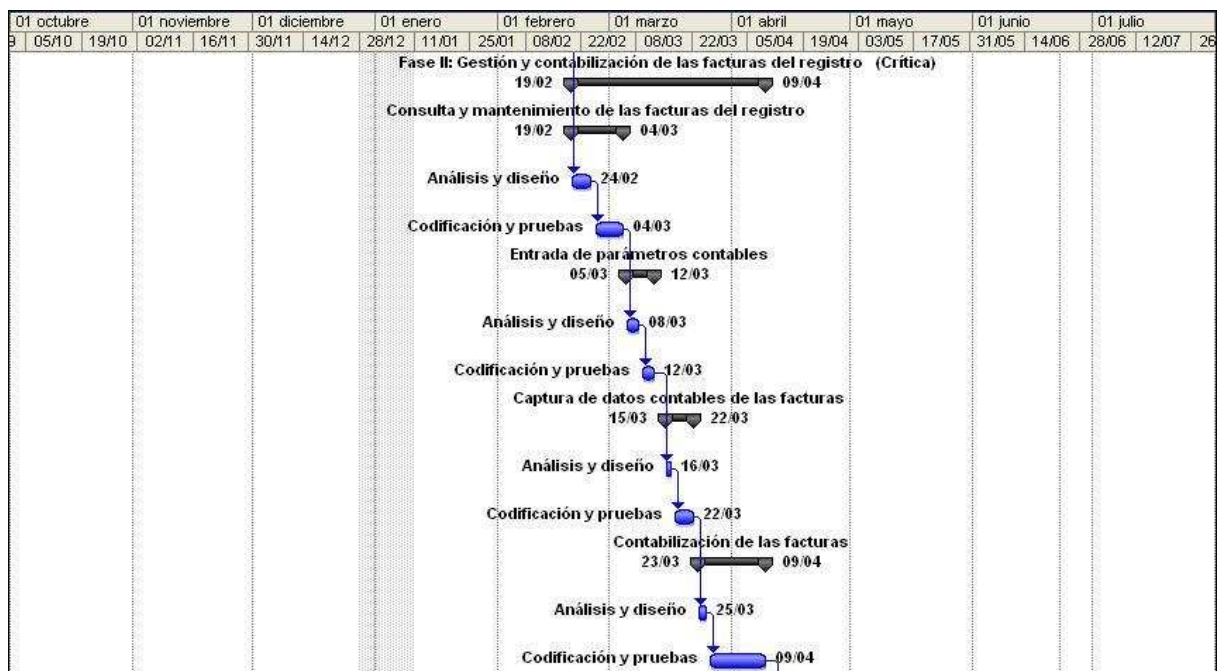 01 octubre 01 noviembre 01 diciembre 01 enero 01 febrero 01 marzo 01 abril 01 mayo 01 junio 01 julio
05/10 19/10 02/11 16/11 30/11 14/12 28/12 11/01 25/01 08/02 22/02 08/03 22/03 05/04 19/04 03/05 17/05 31/05 14/06 28/06 12/07 26
Fase II: Gestión y contabilización de las facturas del registro (Crítica)
19/02 09/04
Consulta y mantenimiento de las facturas del registro
19/02 04/03
Análisis y diseño 24/02
Codificación y pruebas 04/03
Entrada de parámetros contables
05/03 12/03
Análisis y diseño 08/03
Codificación y pruebas 12/03
Captura de datos contables de las facturas
15/03 22/03
Análisis y diseño 16/03
Codificación y pruebas 22/03
Contabilización de las facturas
23/03 09/04
Análisis y diseño 25/03
Codificación y pruebas 09/04